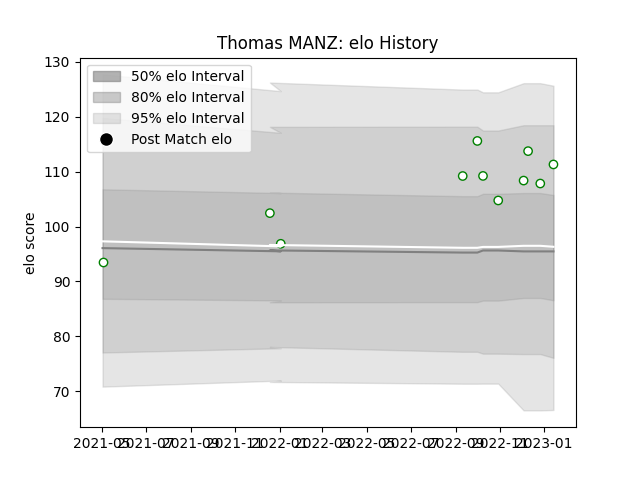 Thomas MANZ: elo History
50% elo Interval
80% elo Interval
95% elo Interval
Post Match elo
elo score
130
120
110
100
90
80
70
2021-05 2021-07 2021-09 2021-11 2022-01 2022-03 2022-05 2022-07 2022-09 2022-11 2023-01